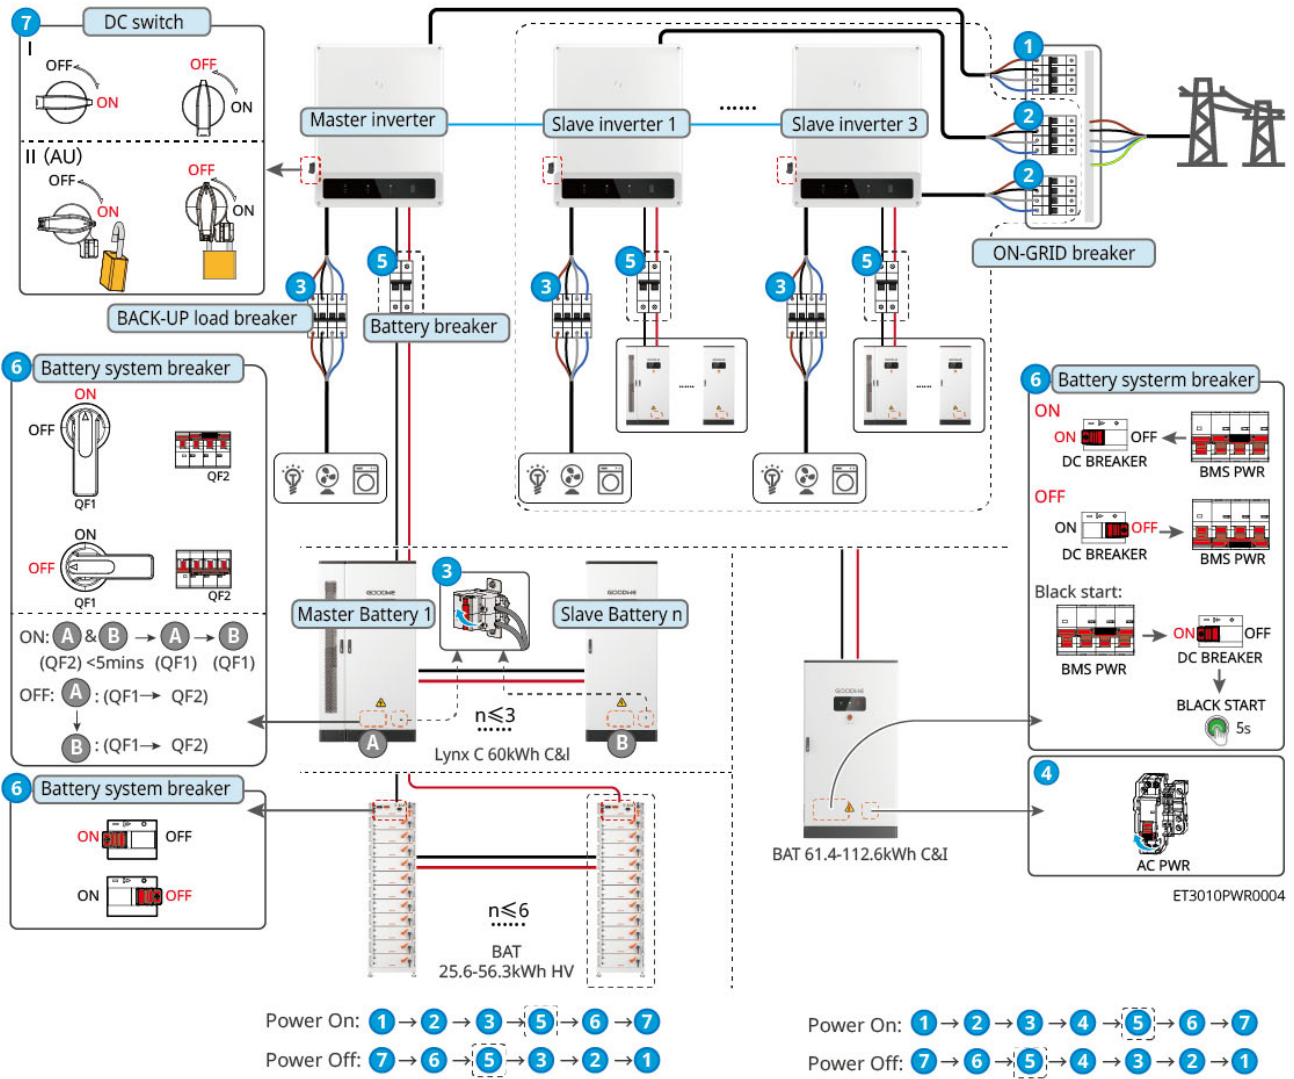 7 DC switch
I
OFF
ON
OFF
ON
II (AU)
OFF
ON
OFF
ON
Master inverter
Slave inverter 1
......
Slave inverter 3
1
2
2
ON-GRID breaker
3
5
3
5
3
5
BACK-UP load breaker
Battery breaker
6 Battery system breaker
ON
OFF
QF1
QF2
ON
OFF
QF1
QF2
ON: A & B → A → B
(QF2) <5mins (QF1) (QF1)
OFF: A : (QF1→ QF2)
B : (QF1→ QF2)
GOODWE
GOODWE
......
GOODWE
......
3
GOODWE
Master Battery 1
GOODWE
Slave Battery n
n≤3
......
A
B
Lynx C 60kWh C&I
6 Battery system breaker
ON OFF
ON OFF
n≤6
......
BAT
25.6-56.3kWh HV
GOODWE
BAT 61.4-112.6kWh C&I
6 Battery systerm breaker
ON
ON OFF
DC BREAKER
BMS PWR
OFF
ON OFF
DC BREAKER
BMS PWR
Black start:
ON OFF
BMS PWR
DC BREAKER
BLACK START
5s
4
AC PWR
ET3010PWR0004
Power On: 1 → 2 → 3 → 5 → 6 → 7
Power Off: 7 → 6 → 5 → 3 → 2 → 1
Power On: 1 → 2 → 3 → 4 → 5 → 6 → 7
Power Off: 7 → 6 → 5 → 4 → 3 → 2 → 1